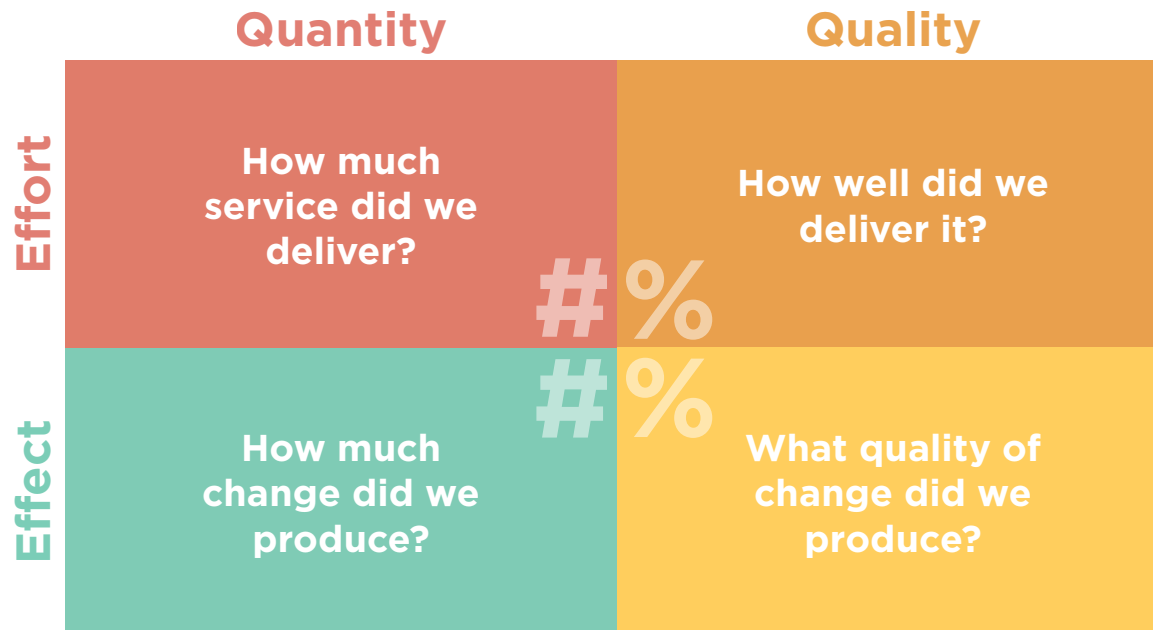 Quantity
Quality
Effort
How much
service did we
deliver?
#
How well did we
deliver it?
%
Effect
How much
change did we
produce?
#
What quality of
change did we
produce?
%